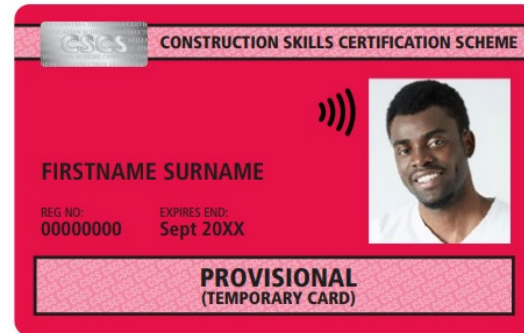 CSCS
CONSTRUCTION SKILLS CERTIFICATION SCHEME
FIRSTNAME SURNAME
REG NO: EXPIRES END:
00000000 Sept 20XX
PROVISIONAL
(TEMPORARY CARD)